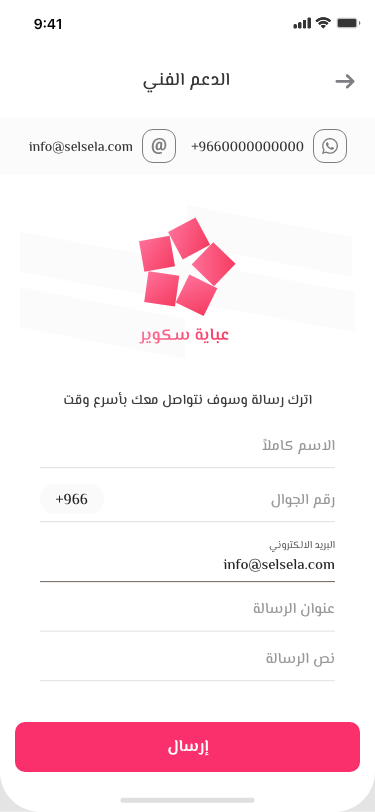 9:41
الدعم الفني
+9660000000000
info@selsela.com
عباية سكوير
اترك رسالة وسوف نتواصل معك بأسرع وقت
الاسم كاملاً
رقم الجوال
+966
البريد الالكتروني
info@selsela.com
عنوان الرسالة
نص الرسالة
إرسال